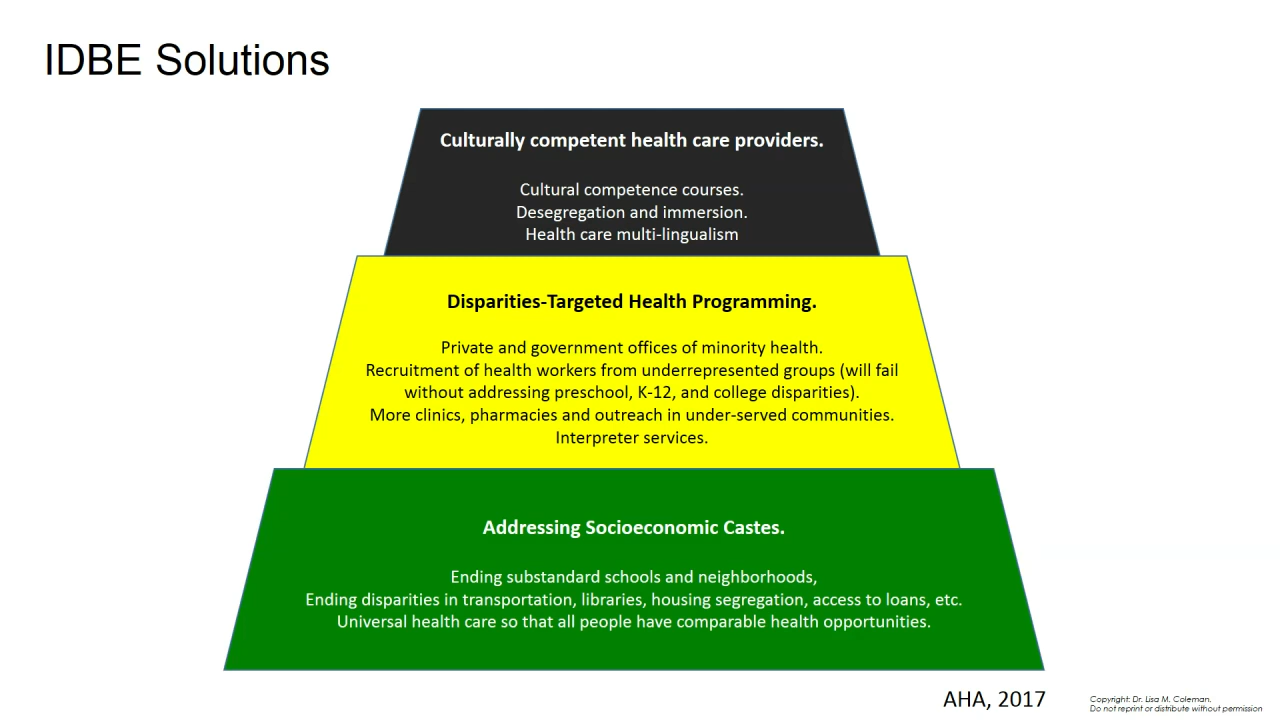 IDBE Solutions
Culturally competent health care providers.
Cultural competence courses.
Desegregation and immersion.
Health care multi-lingualism
Disparities-Targeted Health Programming.
Private and government offices of minority health.
Recruitment of health workers from underrepresented groups (will fail
without addressing preschool, K-12, and college disparities).
More clinics, pharmacies and outreach in under-served communities.
Interpreter services.
Addressing Socioeconomic Castes.
Ending substandard schools and neighborhoods,
Ending disparities in transportation, libraries, housing segregation, access to loans, etc.
Universal health care so that all people have comparable health opportunities.
AHA, 2017
Copyright: Dr. Lisa M. Coleman.
Do not reprint or distribute without permission